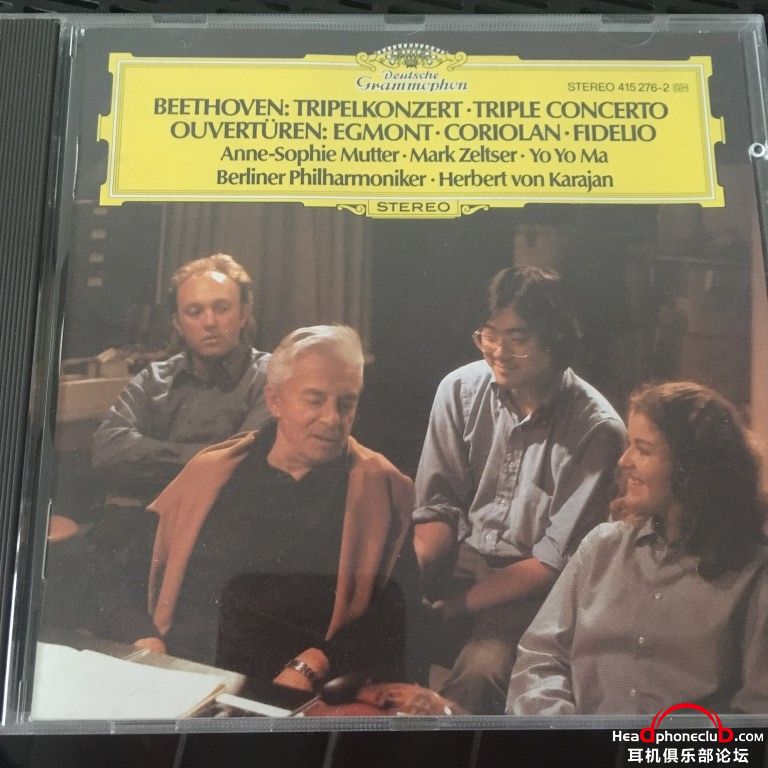 Deutsche
Grammophon
STEREO 415 276-2 GH
BEETHOVEN: TRIPELKONZERT · TRIPLE CONCERTO
OUVERTÜREN: EGMONT · CORIOLAN · FIDELIO
Anne-Sophie Mutter · Mark Zeltser · Yo Yo Ma
Berliner Philharmoniker · Herbert von Karajan
STEREO
HeadphoneclUb.com
耳机俱乐部论坛